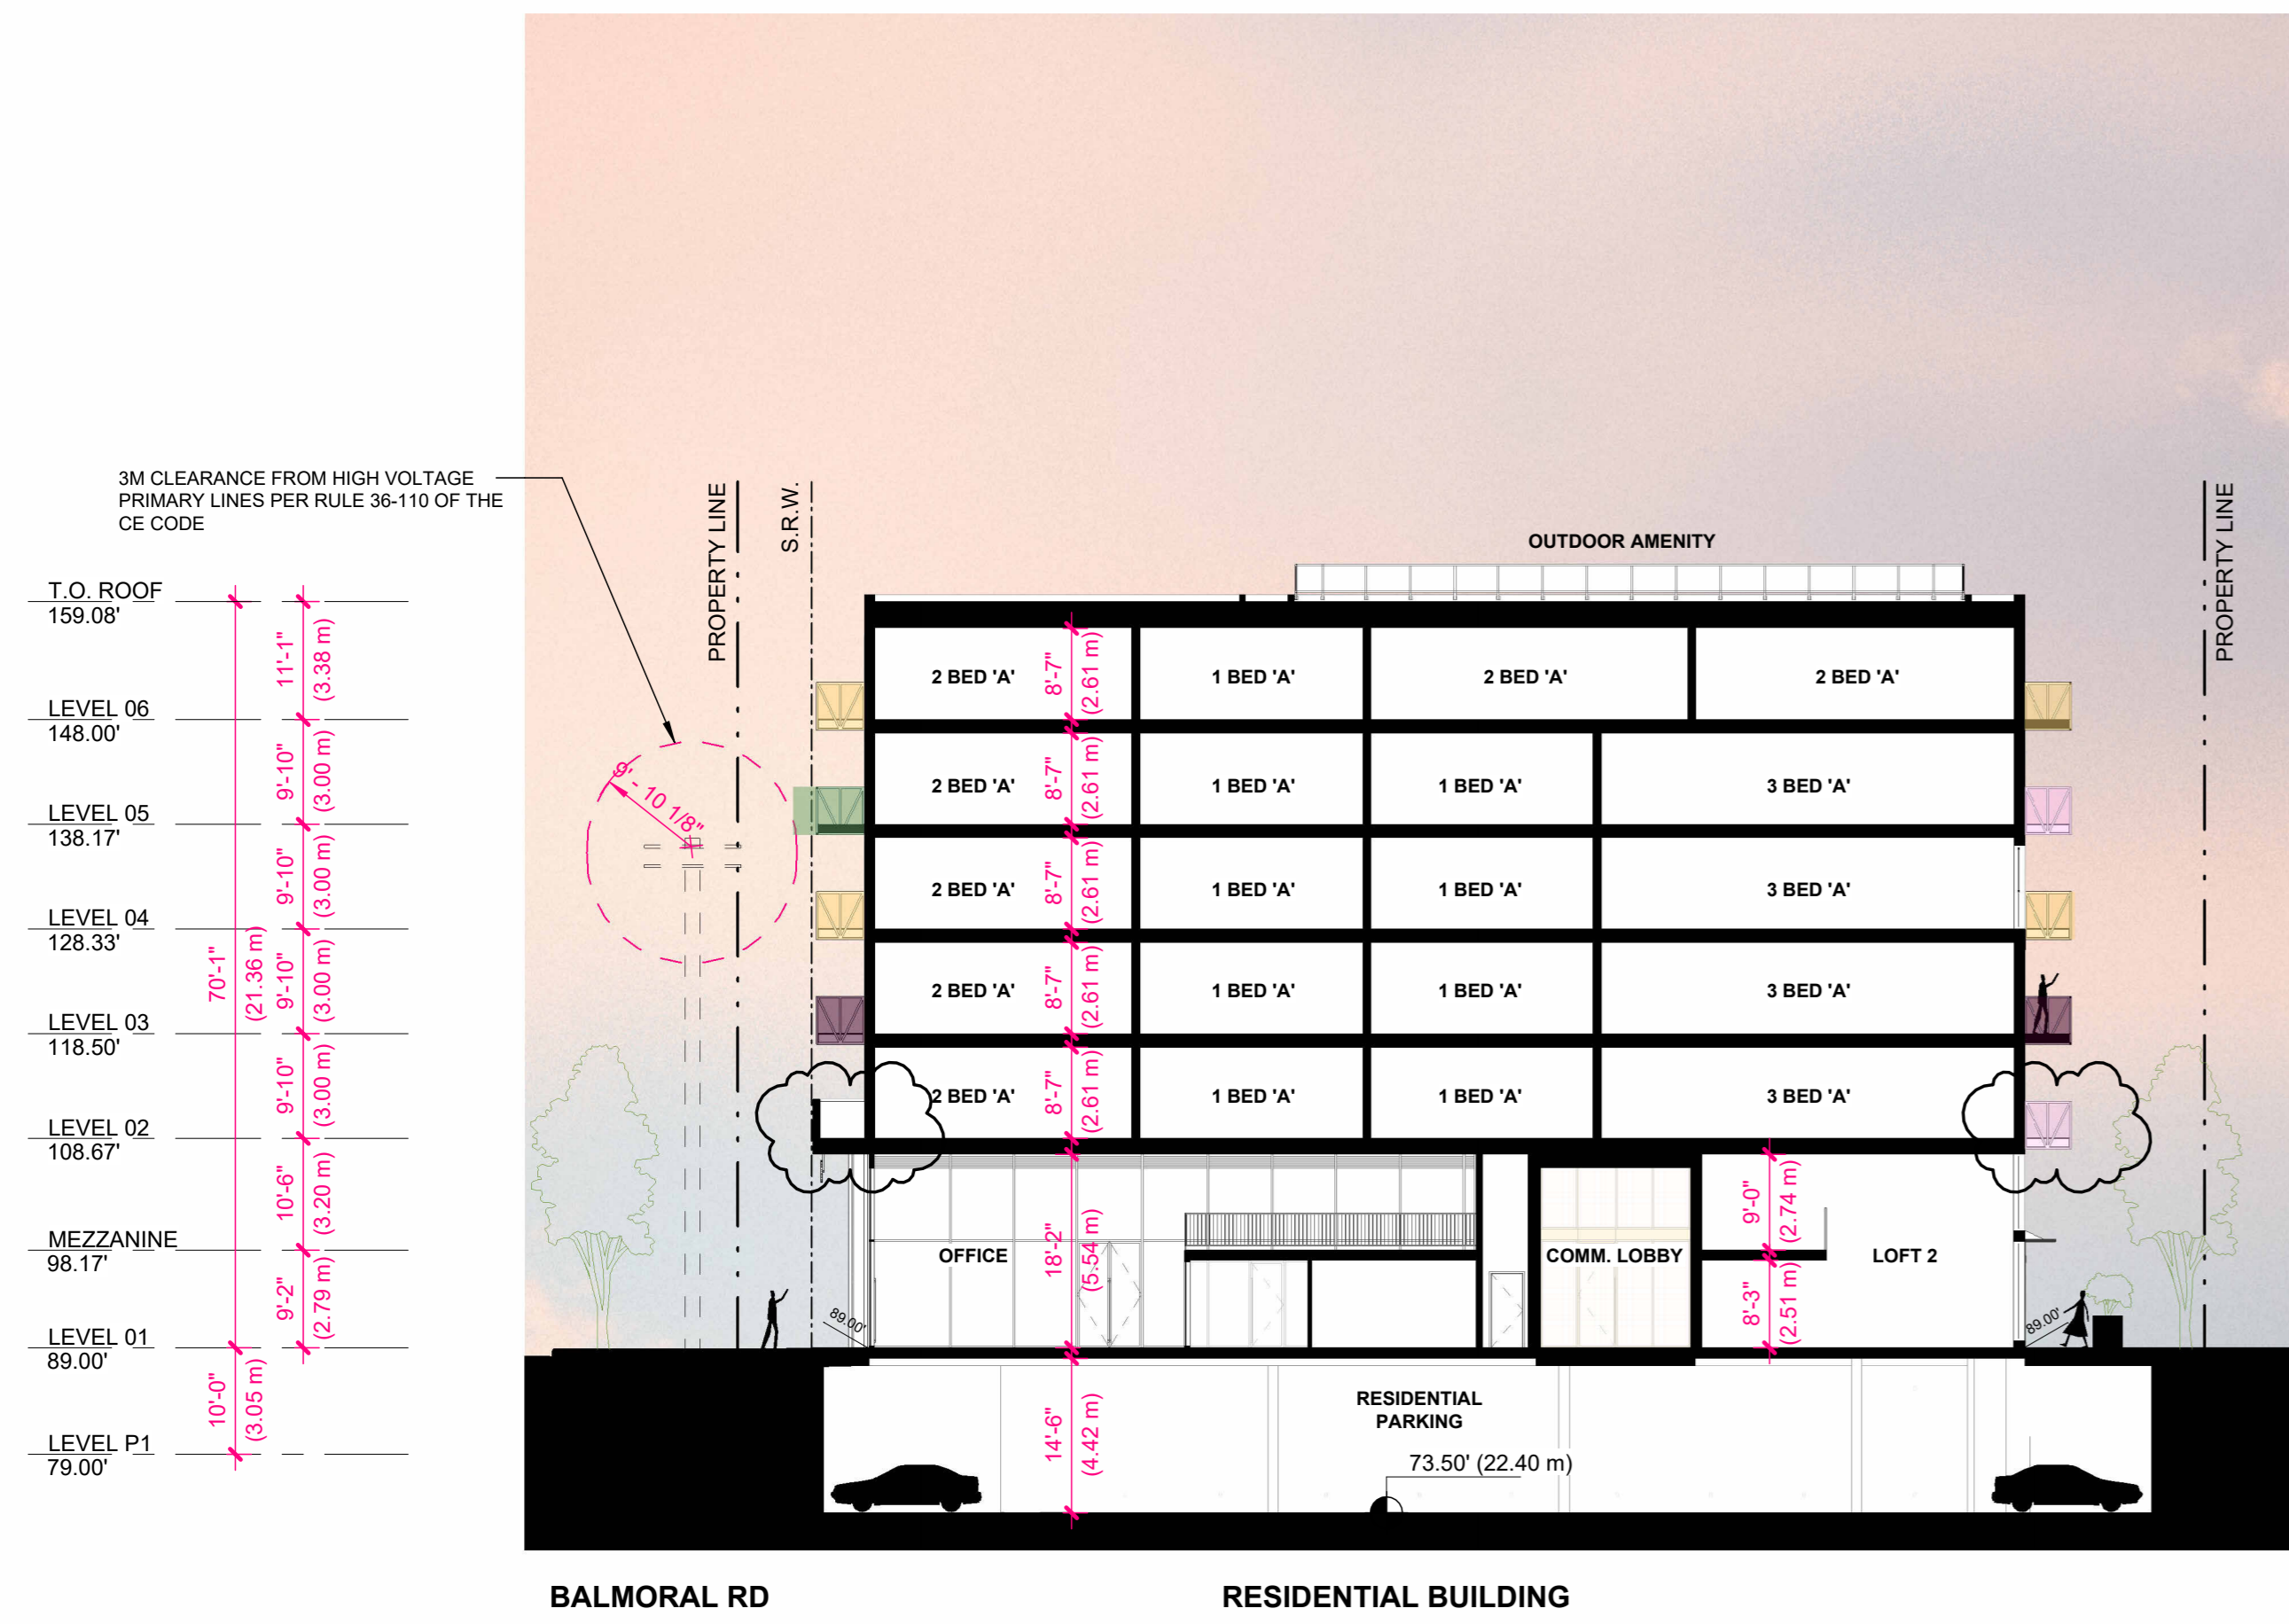 3M CLEARANCE FROM HIGH VOLTAGE
PRIMARY LINES PER RULE 36-110 OF THE
CE CODE
PROPERTY LINE
S.R.W.
PROPERTY LINE
OUTDOOR AMENITY
T.O. ROOF
159.08'
11'-1"
(3.38 m)
LEVEL 06
148.00'
9'-10"
(3.00 m)
LEVEL 05
138.17'
9'-10"
(3.00 m)
LEVEL 04
128.33'
9'-10"
(3.00 m)
LEVEL 03
118.50'
9'-10"
(3.00 m)
LEVEL 02
108.67'
10'-6"
(3.20 m)
MEZZANINE
98.17'
9'-2"
(2.79 m)
LEVEL 01
89.00'
70'-1"
(21.36 m)
10'-0"
(3.05 m)
LEVEL P1
79.00'
9' - 10 1/8"
2 BED 'A'
8'-7"
(2.61 m)
1 BED 'A'
2 BED 'A'
2 BED 'A'
2 BED 'A'
8'-7"
(2.61 m)
1 BED 'A'
1 BED 'A'
3 BED 'A'
2 BED 'A'
8'-7"
(2.61 m)
1 BED 'A'
1 BED 'A'
3 BED 'A'
2 BED 'A'
8'-7"
(2.61 m)
1 BED 'A'
1 BED 'A'
3 BED 'A'
2 BED 'A'
8'-7"
(2.61 m)
1 BED 'A'
1 BED 'A'
3 BED 'A'
OFFICE
18'-2"
(5.54 m)
COMM. LOBBY
9'-0"
(2.74 m)
8'-3"
(2.51 m)
LOFT 2
89.00'
89.00'
14'-6"
(4.42 m)
RESIDENTIAL
PARKING
73.50' (22.40 m)
BALMORAL RD
RESIDENTIAL BUILDING